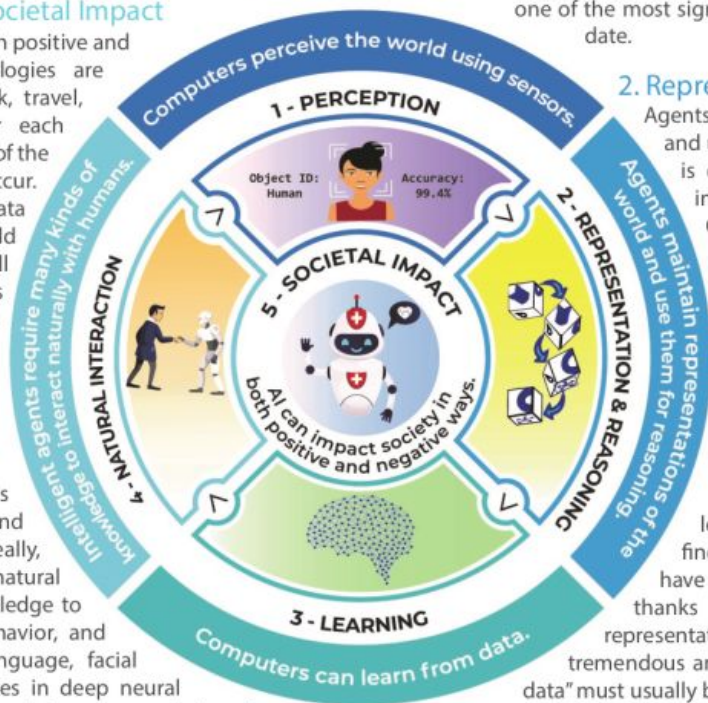 Societal Impact
positive and
logies are
k, travel,
each
of the
cur.
ata
ld
s
s
nd
eally,
natural
ledge to
havior, and
nguage, facial
es in deep neural
one of the most sig
date.
2. Repre
Agents
and
is
in
Computers perceive the world using sensors.
1 - PERCEPTION
Object ID:
Human
Accuracy:
99.4%
Agents maintain representations of the
world and use them for reasoning.
2 - REPRESENTATION & REASONING
Computers can learn from data.
3 - LEARNING
Intelligent agents require many kinds of
knowledge to interact naturally with humans.
4 - NATURAL INTERACTION
5 - SOCIETAL IMPACT
AI can impact society in
both positive and negative ways.
le
fin
have
thanks
representat
tremendous a
data" must usually b